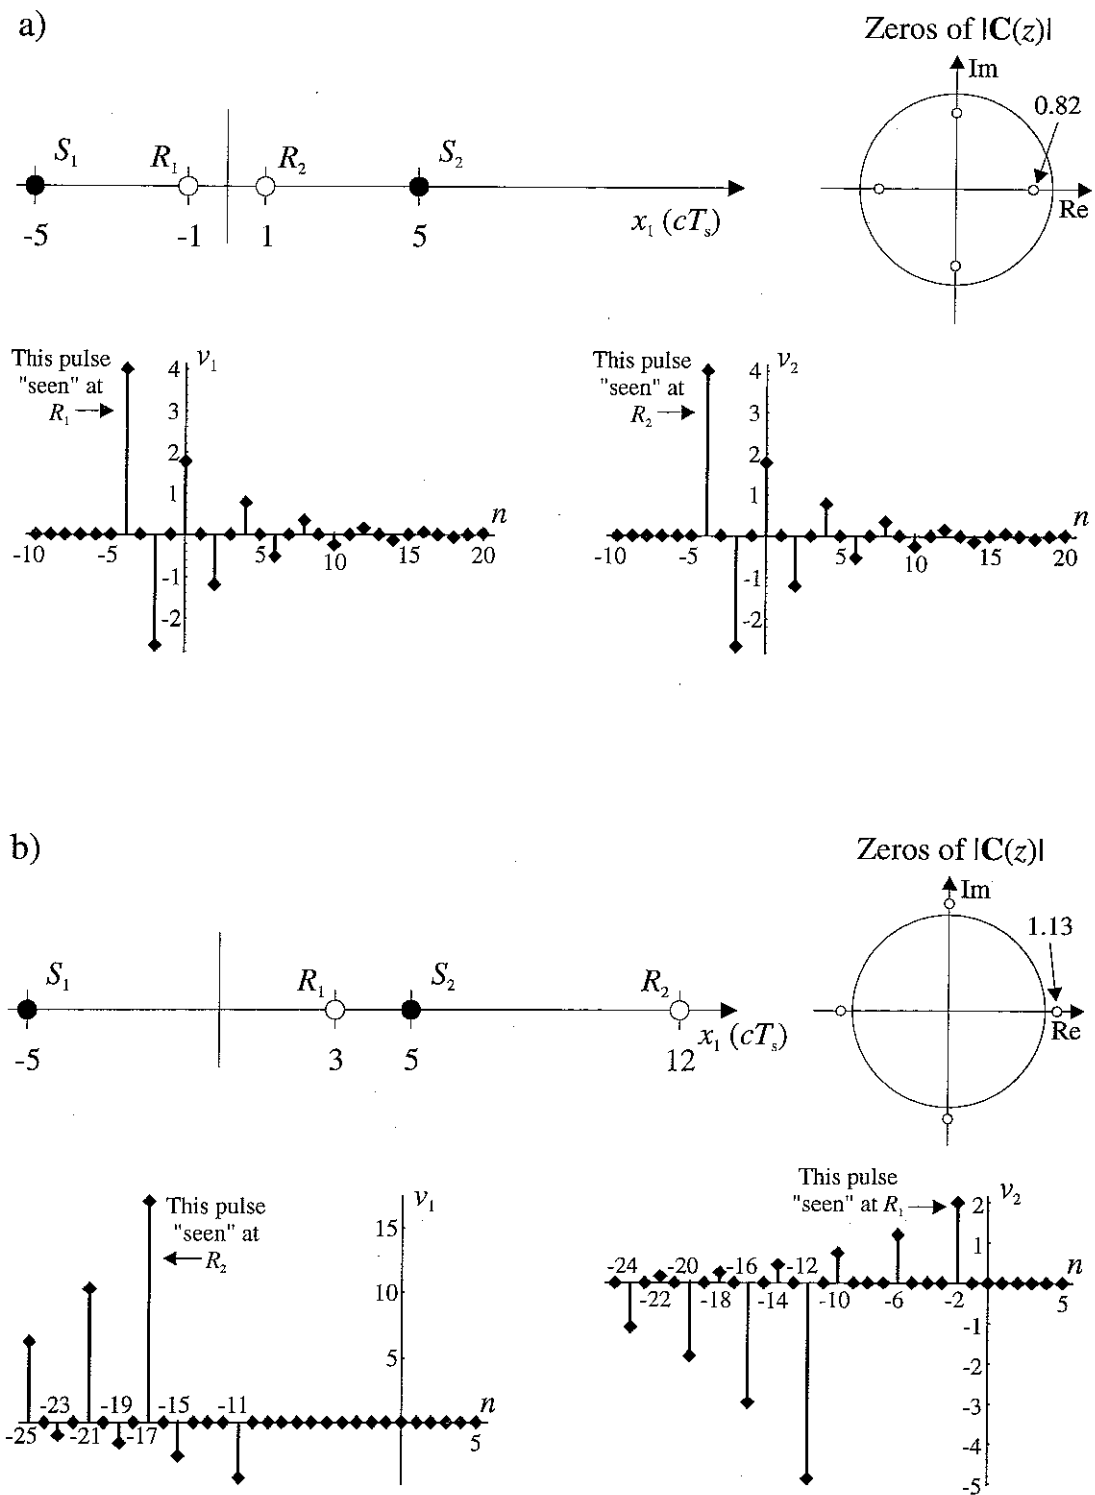 a)
Zeros of |C(z)|
Im
0.82
S₁
R₁
R₂
S₂
Re
-5
-1
1
5
x₁ (cTₛ)
This pulse
"seen" at
R₁
v₁
4
3
2
1
-1
-2
n
-10
-5
5
10
15
20
This pulse
"seen" at
R₂
v₂
4
3
2
1
-1
-2
n
-10
-5
5
10
15
20
b)
Zeros of |C(z)|
Im
1.13
S₁
R₁
S₂
R₂
Re
-5
3
5
12
x₁ (cTₛ)
This pulse
"seen" at
R₂
v₁
15
10
5
n
-23
-19
-15
-11
-25
-21
-17
5
This pulse
"seen" at R₁
v₂
2
1
n
-24
-20
-16
-12
-22
-18
-14
-10
-6
-2
5
-1
-2
-3
-4
-5